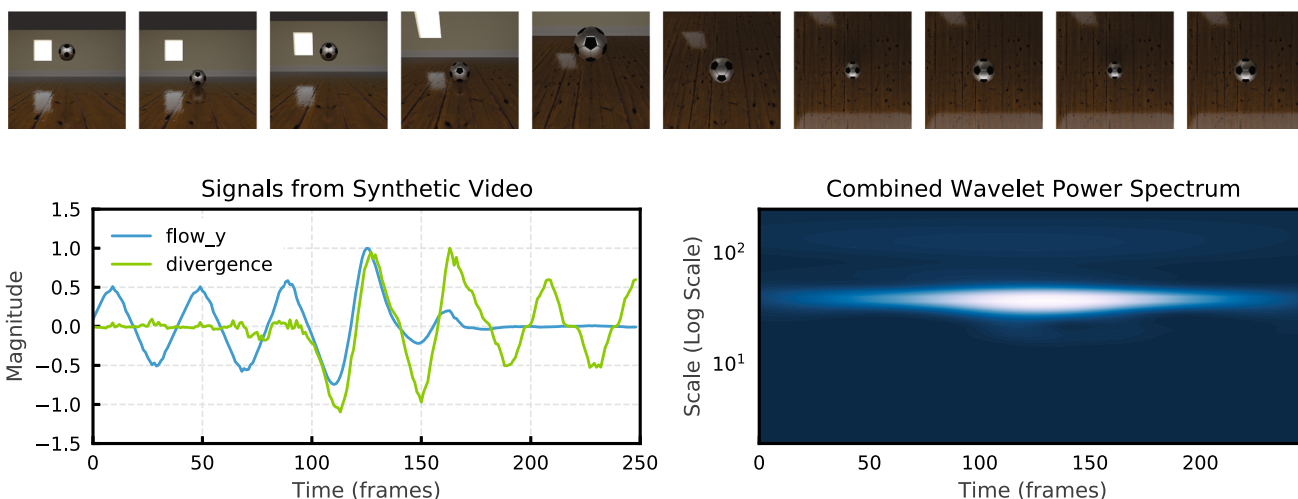 Signals from Synthetic Video
1.5
1.0
0.5
0.0
−0.5
−1.0
−1.5
Magnitude
flow_y
divergence
0 50 100 150 200 250
Time (frames)
Combined Wavelet Power Spectrum
10²
10¹
Scale (Log Scale)
0 50 100 150 200
Time (frames)